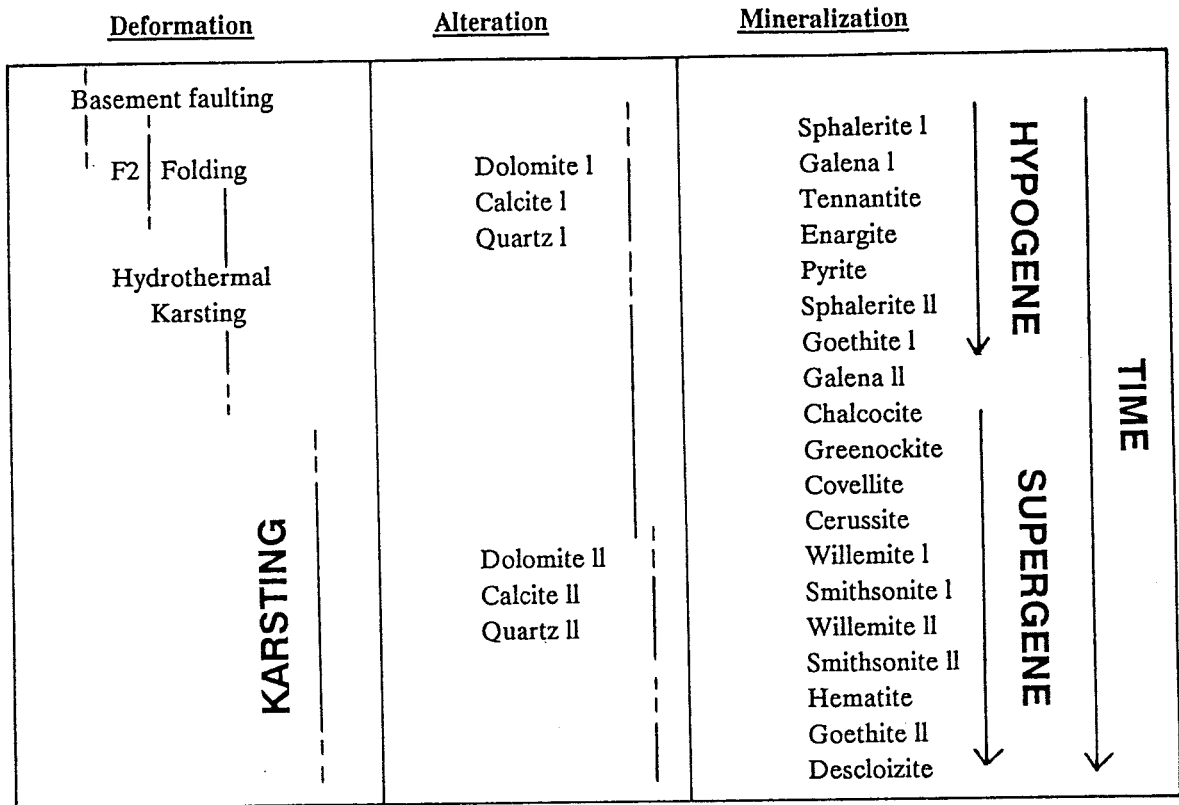 Deformation
Alteration
Mineralization
Basement faulting
F2 Folding
Hydrothermal
Karsting
KARSTING
Dolomite l
Calcite l
Quartz l
Dolomite ll
Calcite ll
Quartz ll
Sphalerite l
Galena l
Tennantite
Enargite
Pyrite
Sphalerite ll
Goethite l
Galena ll
Chalcocite
Greenockite
Covellite
Cerussite
Willemite l
Smithsonite l
Willemite ll
Smithsonite ll
Hematite
Goethite ll
Descloizite
HYPOGENE
SUPERGENE
TIME